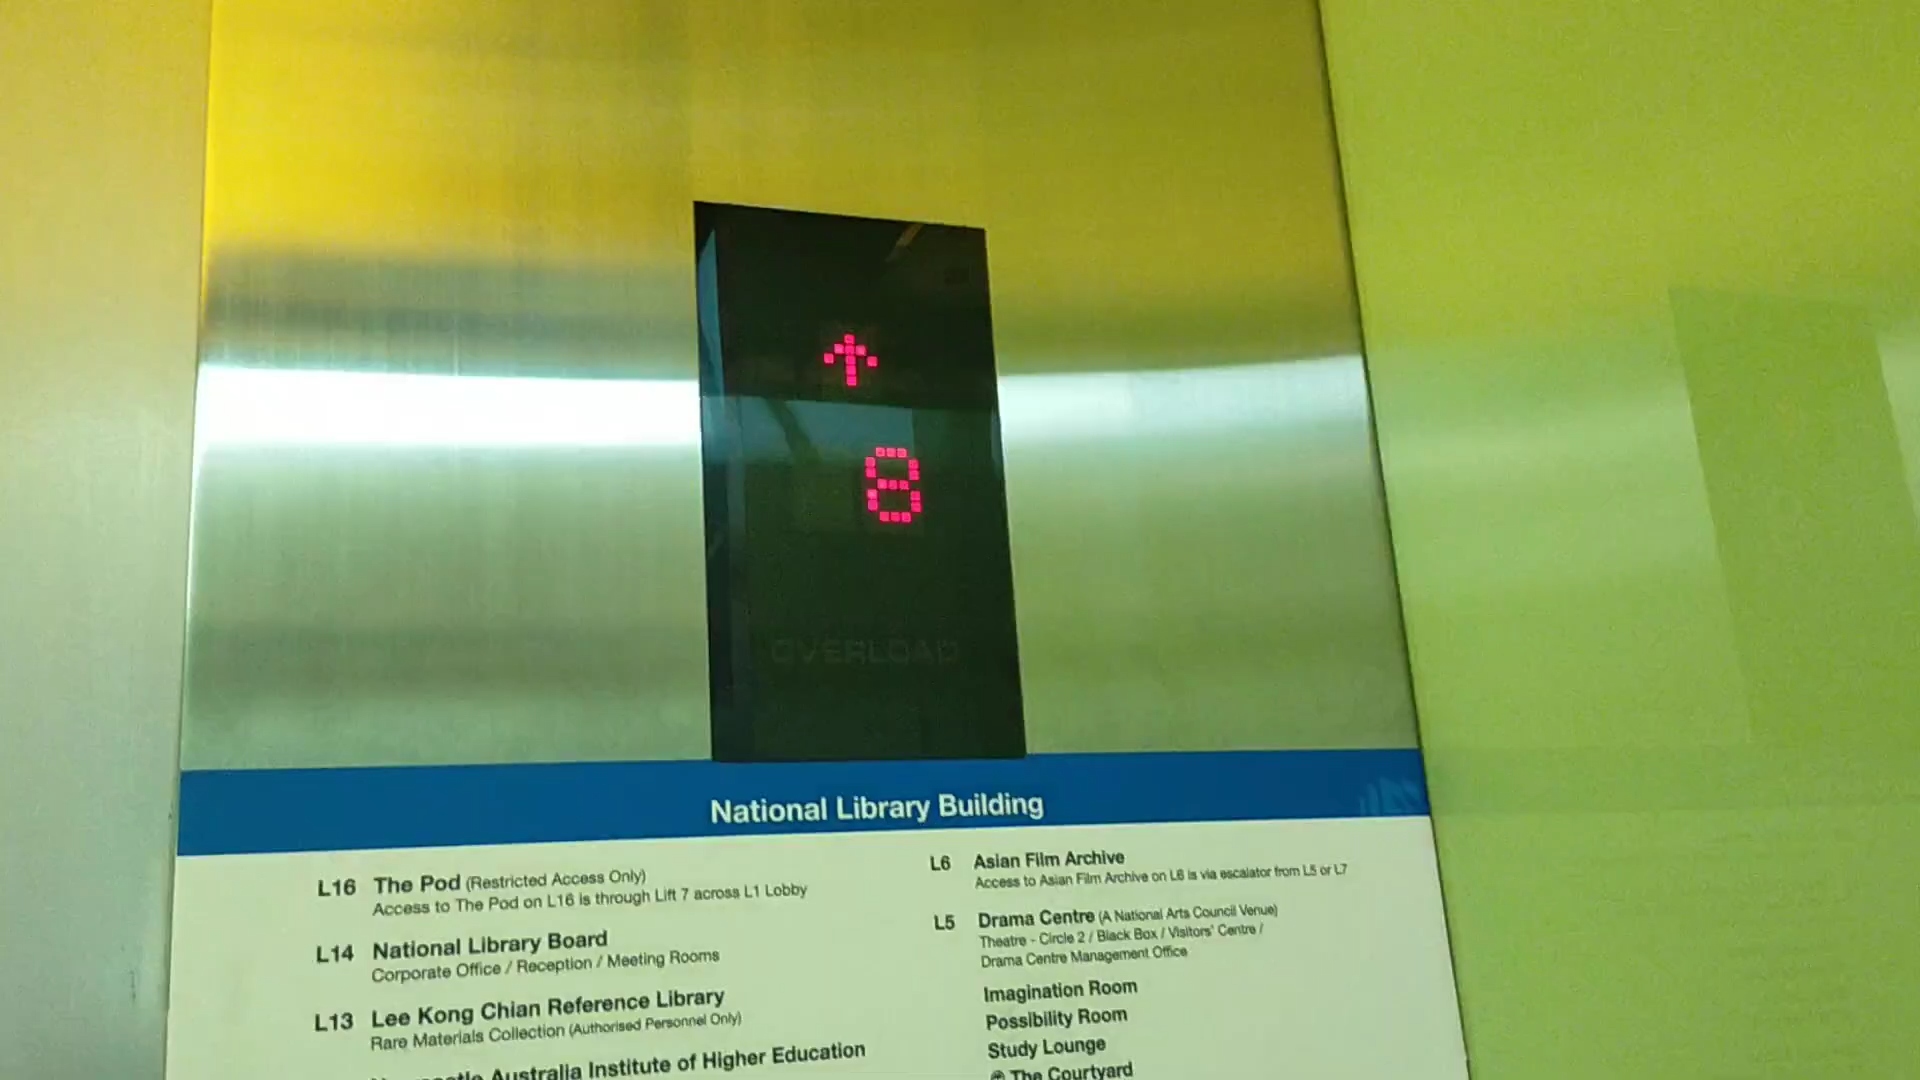 ↑
8
OVERLOAD
National Library Building
L16 The Pod (Restricted Access Only)
Access to The Pod on L16 is through Lift 7 across L1 Lobby
L14 National Library Board
Corporate Office / Reception / Meeting Rooms
L13 Lee Kong Chian Reference Library
Rare Materials Collection (Authorised Personnel Only)
Australia Institute of Higher Education
L6 Asian Film Archive
Access to Asian Film Archive on L6 is via escalator from L5 or L7
L5 Drama Centre (A National Arts Council Venue)
Theatre - Circle 2 / Black Box / Visitors' Centre /
Drama Centre Management Office
Imagination Room
Possibility Room
Study Lounge
The Courtyard